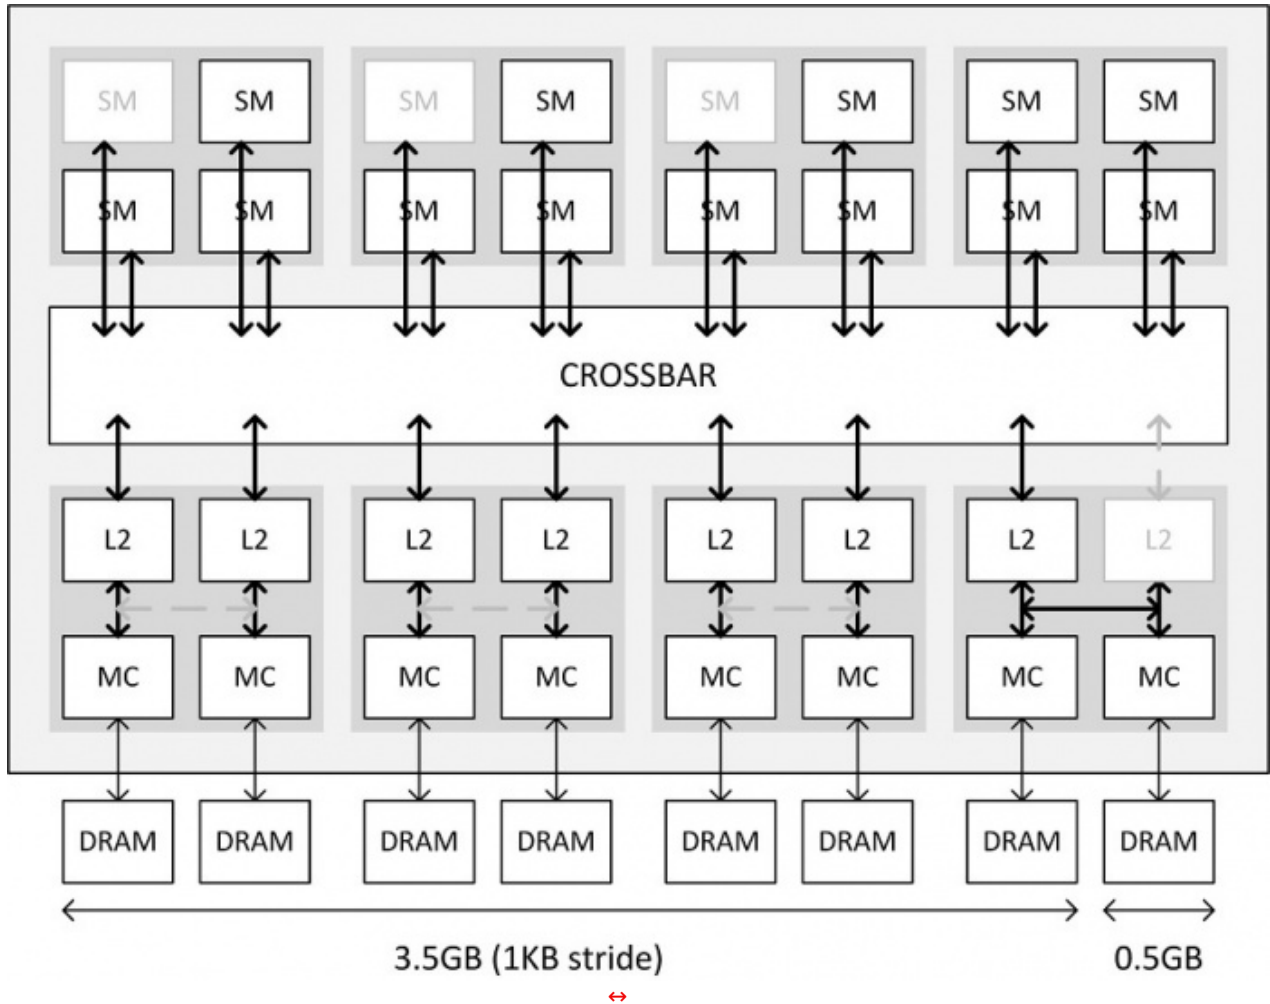 SM SM SM SM SM SM SM SM
SM SM SM SM SM SM SM SM
CROSSBAR
L2 L2 L2 L2 L2 L2 L2 L2
MC MC MC MC MC MC MC MC
DRAM DRAM DRAM DRAM DRAM DRAM DRAM DRAM
3.5GB (1KB stride) 0.5GB